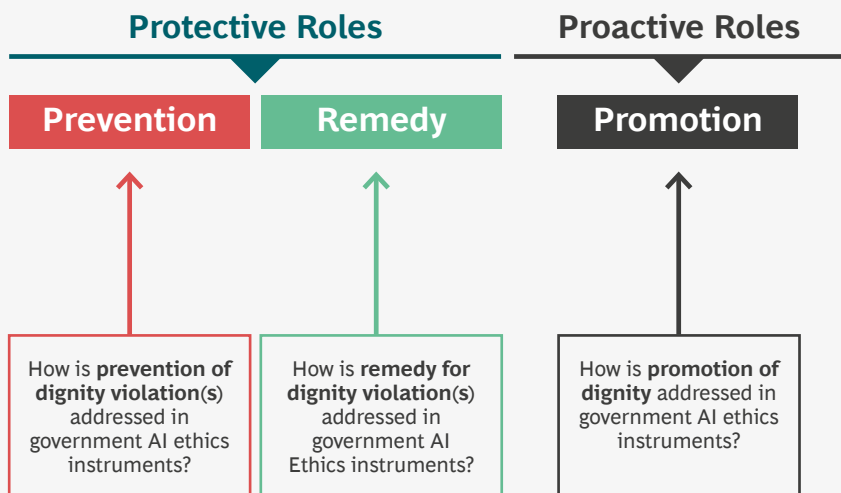 Protective Roles
Proactive Roles
Prevention
Remedy
Promotion
How is prevention of
dignity violation(s)
addressed in
government AI ethics
instruments?
How is remedy for
dignity violation(s)
addressed in
government AI
Ethics instruments?
How is promotion of
dignity addressed in
government AI ethics
instruments?